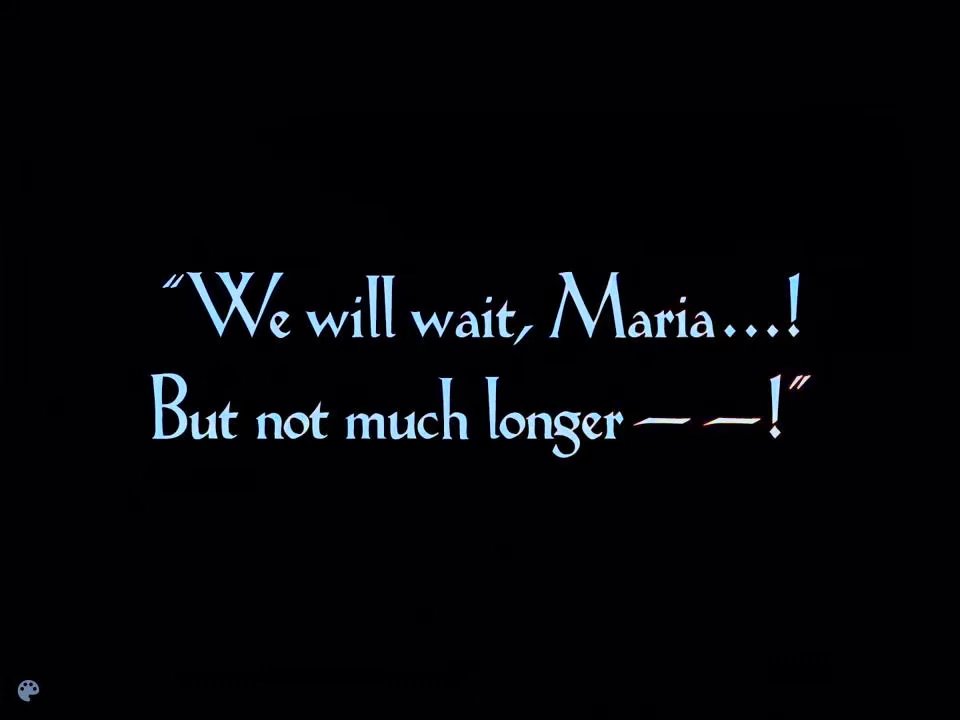 "We will wait, Maria...!
But not much longer — —!"